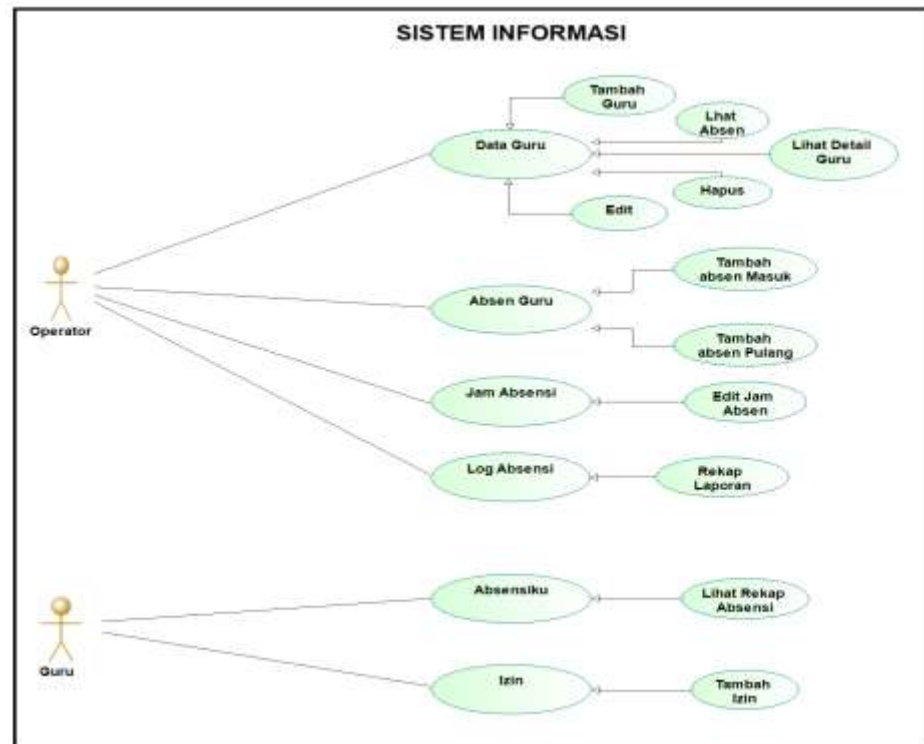 SISTEM INFORMASI
Tambah
Guru
Lhat
Absen
Data Guru
Lihat Detail
Guru
Hapus
Edit
Tambah
absen Masuk
Absen Guru
Operator
Tambah
absen Pulang
Jam Absensi
Edit Jam
Absen
Log Absensi
Rekap
Laporan
Absensiku
Lihat Rekap
Absensi
Guru
Izin
Tambah
Izin